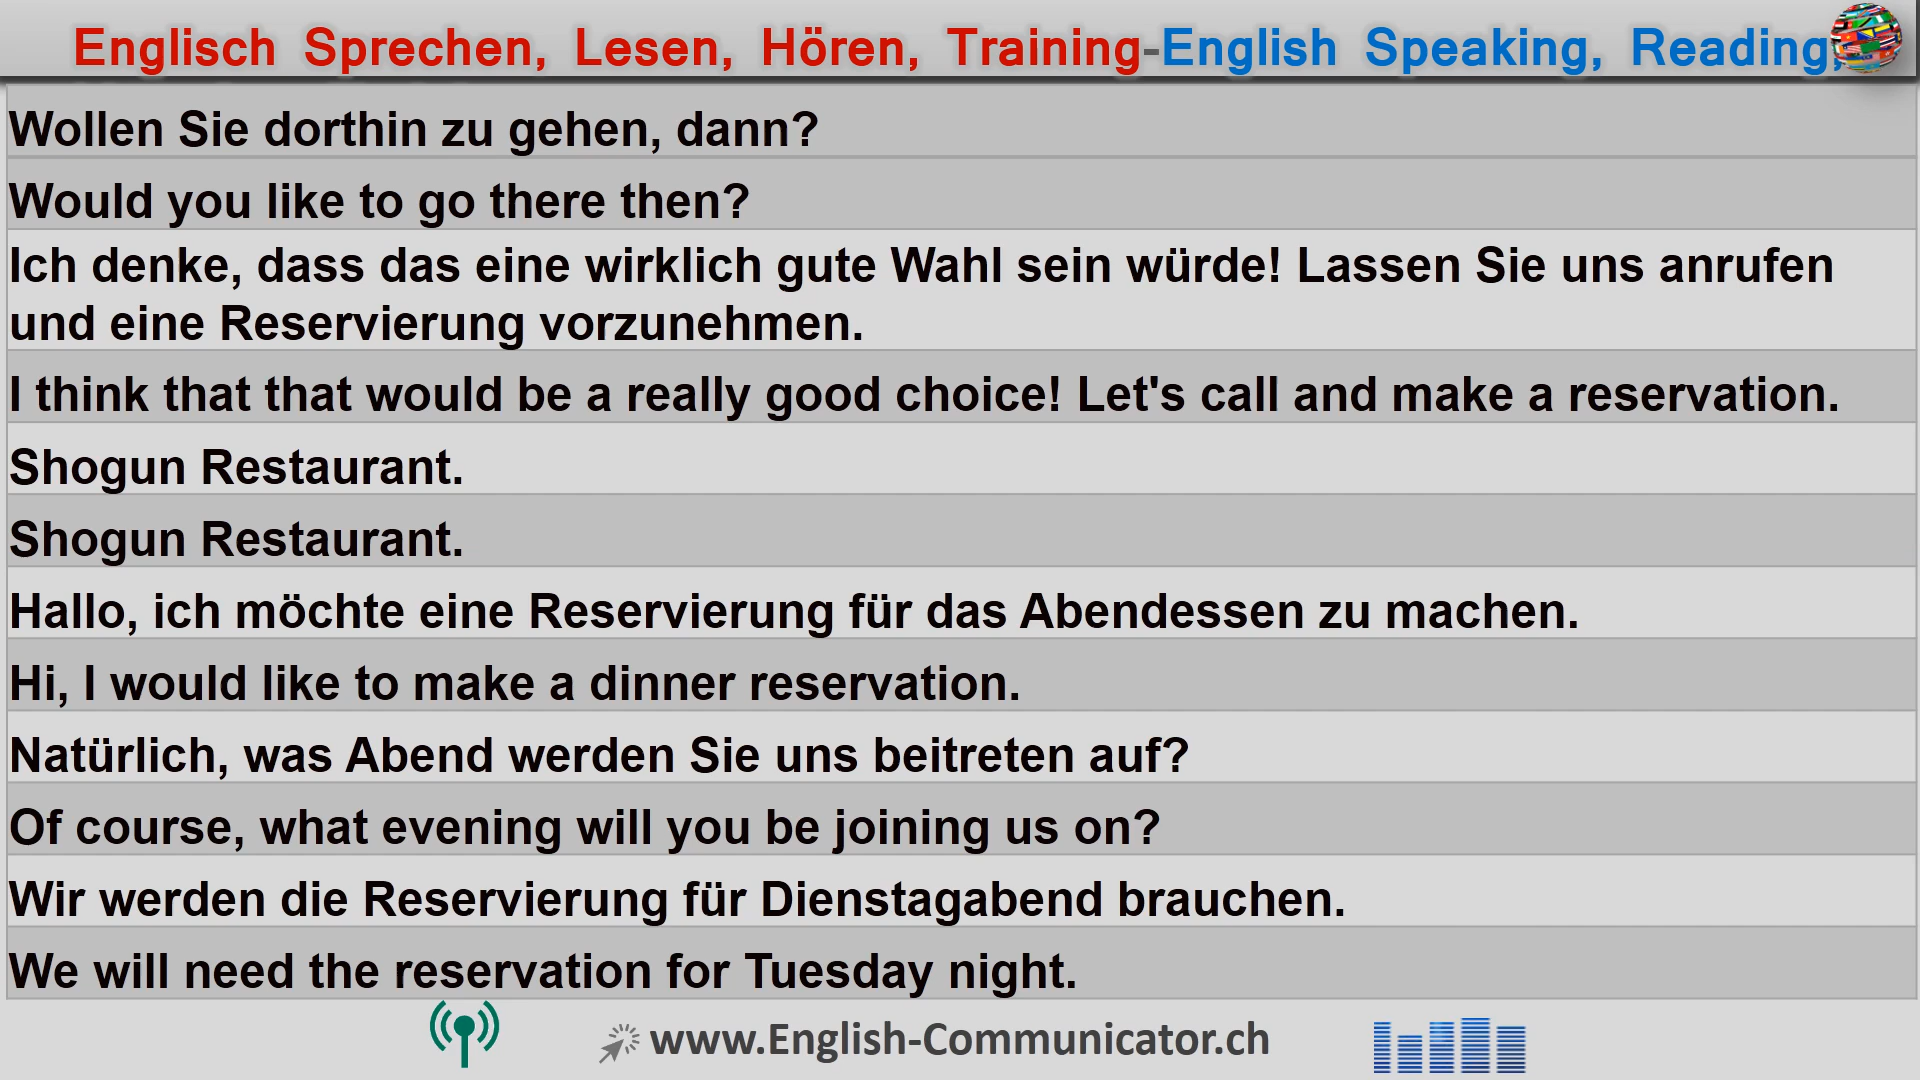 Englisch Sprechen, Lesen, Hören, Training-English Speaking, Reading,
Wollen Sie dorthin zu gehen, dann?
Would you like to go there then?
Ich denke, dass das eine wirklich gute Wahl sein würde! Lassen Sie uns anrufen
und eine Reservierung vorzunehmen.
I think that that would be a really good choice! Let's call and make a reservation.
Shogun Restaurant.
Shogun Restaurant.
Hallo, ich möchte eine Reservierung für das Abendessen zu machen.
Hi, I would like to make a dinner reservation.
Natürlich, was Abend werden Sie uns beitreten auf?
Of course, what evening will you be joining us on?
Wir werden die Reservierung für Dienstagabend brauchen.
We will need the reservation for Tuesday night.
www.English-Communicator.ch